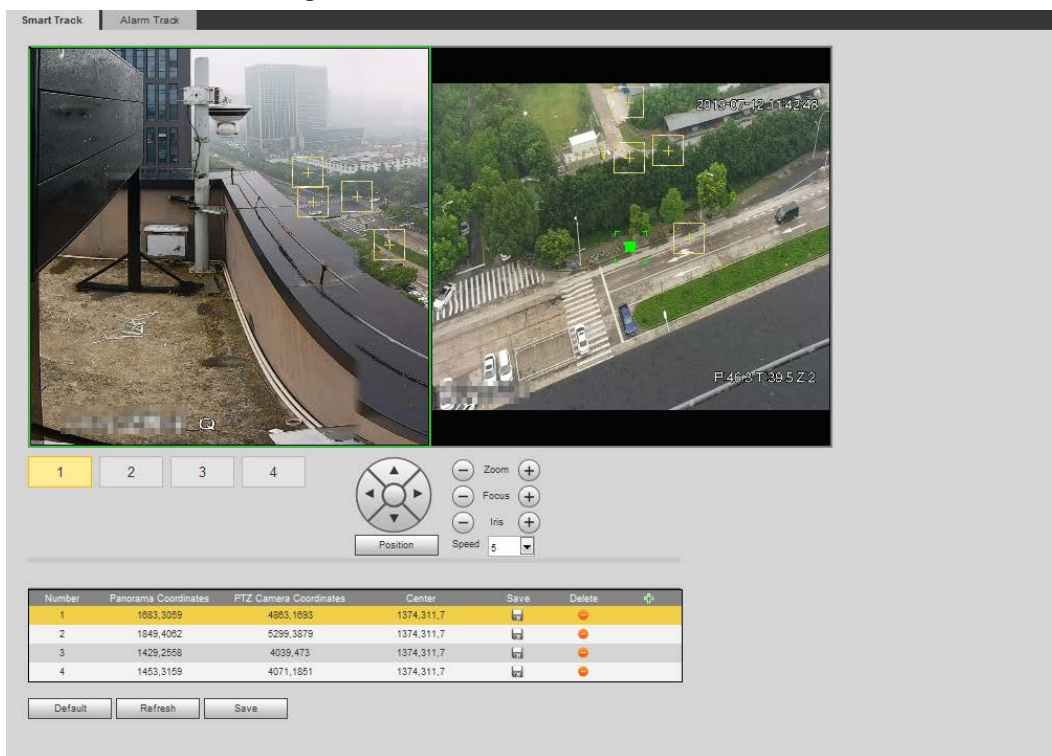 Smart Track Alarm Track
2019-07-12 11:42:48
P:46.3 T:39.5 Z:2
1 2 3 4
Zoom
Focus
Iris
Position Speed 5
Number Panorama Coordinates PTZ Camera Coordinates Center Save Delete
1 1683,3059 4863,1693 1374,311,7
2 1849,4062 5299,3879 1374,311,7
3 1429,2558 4039,473 1374,311,7
4 1453,3159 4071,1851 1374,311,7
Default Refresh Save